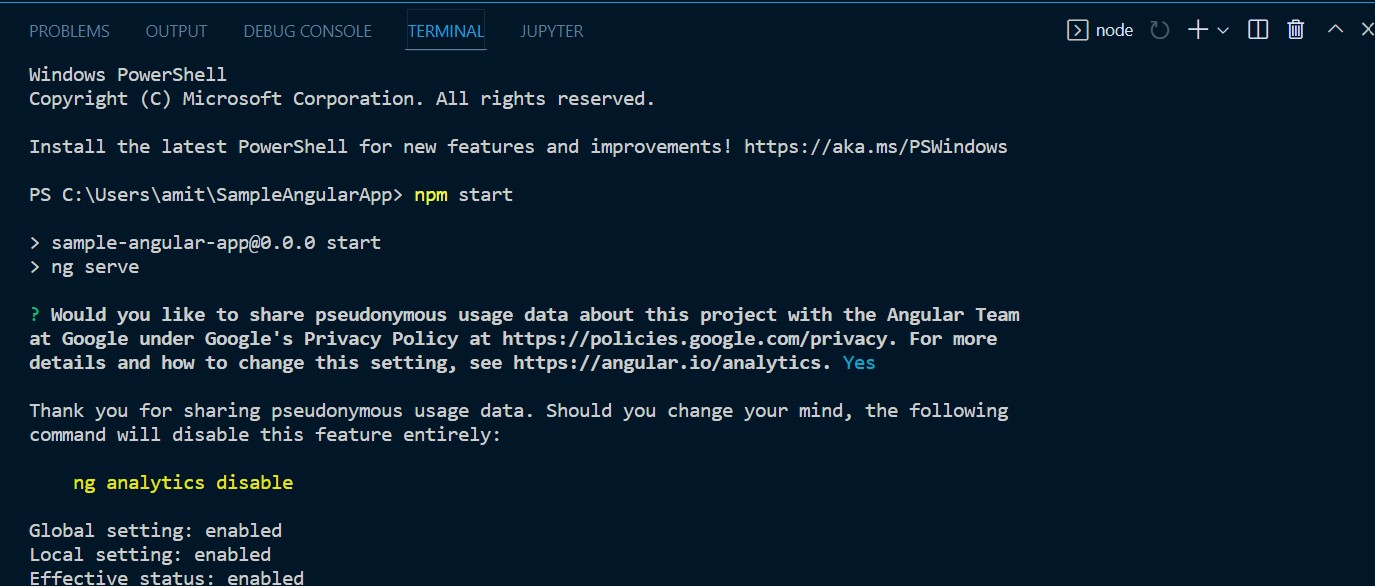 PROBLEMS OUTPUT DEBUG CONSOLE TERMINAL JUPYTER node
Windows PowerShell
Copyright (C) Microsoft Corporation. All rights reserved.
Install the latest PowerShell for new features and improvements! https://aka.ms/PSWindows
PS C:\Users\amit\SampleAngularApp> npm start
> sample-angular-app@0.0.0 start
> ng serve
? Would you like to share pseudonymous usage data about this project with the Angular Team
at Google under Google's Privacy Policy at https://policies.google.com/privacy. For more
details and how to change this setting, see https://angular.io/analytics. Yes
Thank you for sharing pseudonymous usage data. Should you change your mind, the following
command will disable this feature entirely:
ng analytics disable
Global setting: enabled
Local setting: enabled
Effective status: enabled